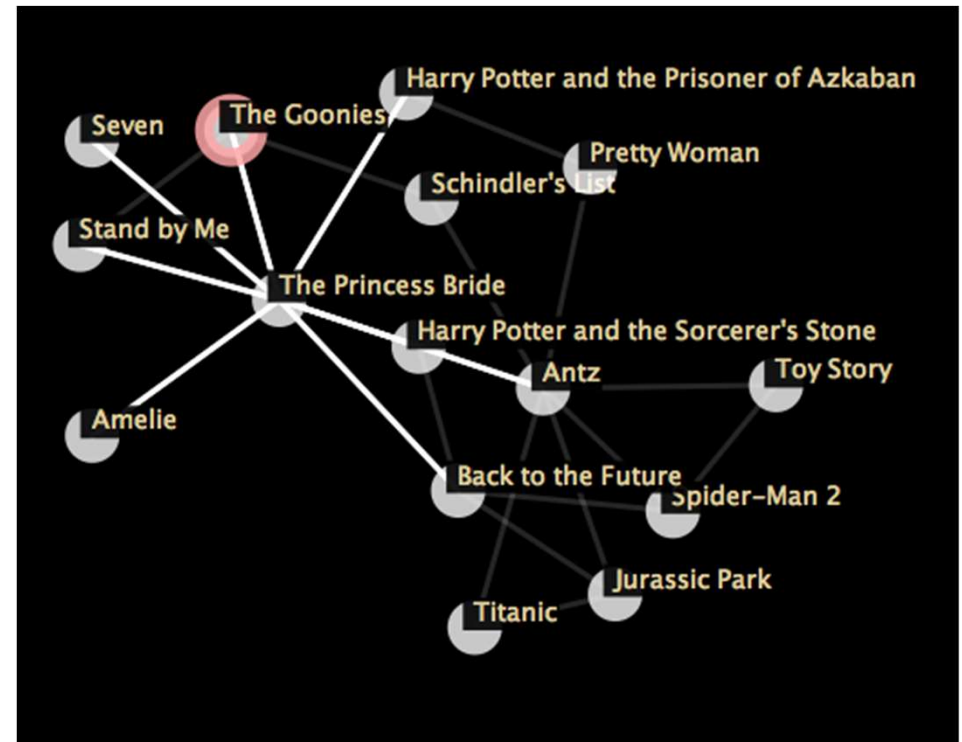 Harry Potter and the Prisoner of Azkaban
The Goonies
Seven
Pretty Woman
Schindler's List
Stand by Me
The Princess Bride
Harry Potter and the Sorcerer's Stone
Antz
Toy Story
Amelie
Back to the Future
Spider-Man 2
Jurassic Park
Titanic